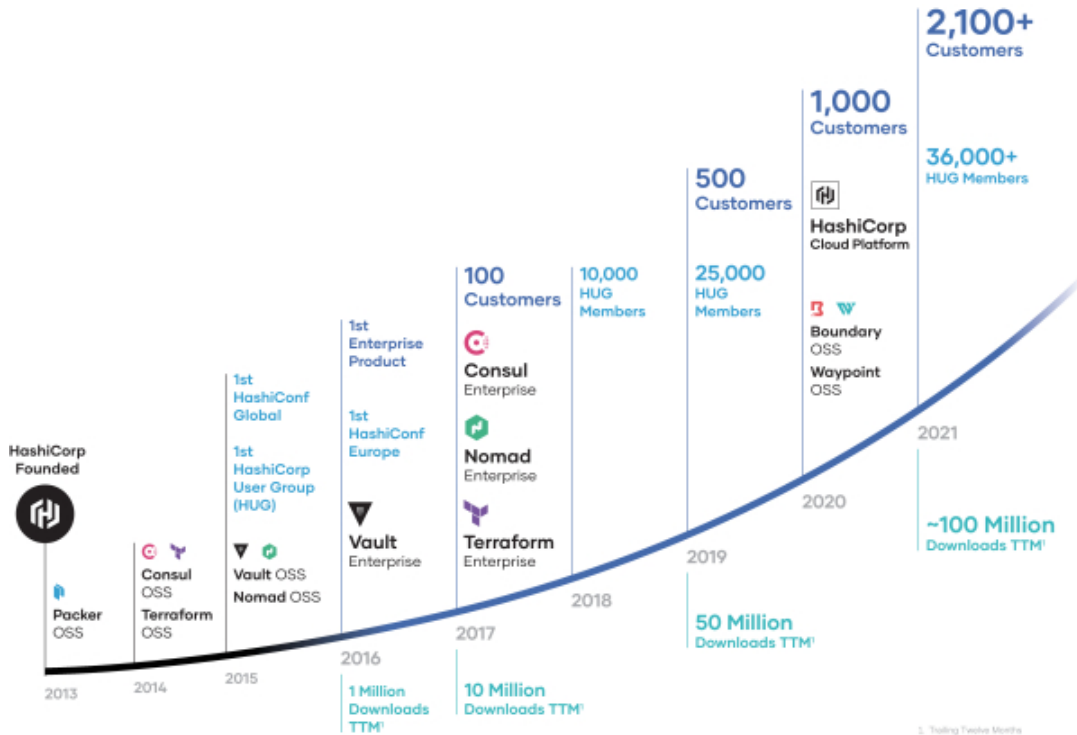 HashiCorp
Founded
Packer
OSS
2013
Consul
OSS
Terraform
OSS
2014
1st
HashiConf
Global
1st
HashiCorp
User Group
(HUG)
Vault OSS
Nomad OSS
2015
1st
Enterprise
Product
1st
HashiConf
Europe
Vault
Enterprise
2016
1 Million
Downloads
TTM¹
100
Customers
Consul
Enterprise
Nomad
Enterprise
Terraform
Enterprise
2017
10 Million
Downloads TTM¹
10,000
HUG
Members
2018
500
Customers
25,000
HUG
Members
2019
50 Million
Downloads TTM¹
1,000
Customers
HashiCorp
Cloud Platform
Boundary
OSS
Waypoint
OSS
2020
2,100+
Customers
36,000+
HUG Members
2021
~100 Million
Downloads TTM¹
1. Trailing Twelve Months